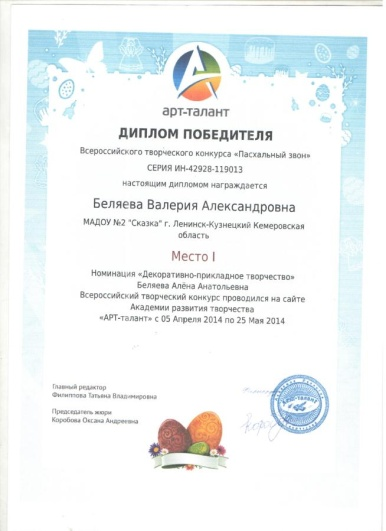 арт-талант
ДИПЛОМ ПОБЕДИТЕЛЯ
Всероссийского творческого конкурса «Пасхальный звон»
СЕРИЯ ИН-42928-119013
настоящим дипломом награждается
Беляева Валерия Александровна
МАДОУ №2 "Сказка" г. Ленинск-Кузнецкий Кемеровская
область
Место I
Номинация «Декоративно-прикладное творчество»
Беляева Алёна Анатольевна
Всероссийский творческий конкурс проводился на сайте
Академии развития творчества
«АРТ-талант» с 05 Апреля 2014 по 25 Мая 2014
Главный редактор
Филиппова Татьяна Владимировна
Председатель жюри
Коробова Оксана Андреевна
АРТ-ТАЛАНТ